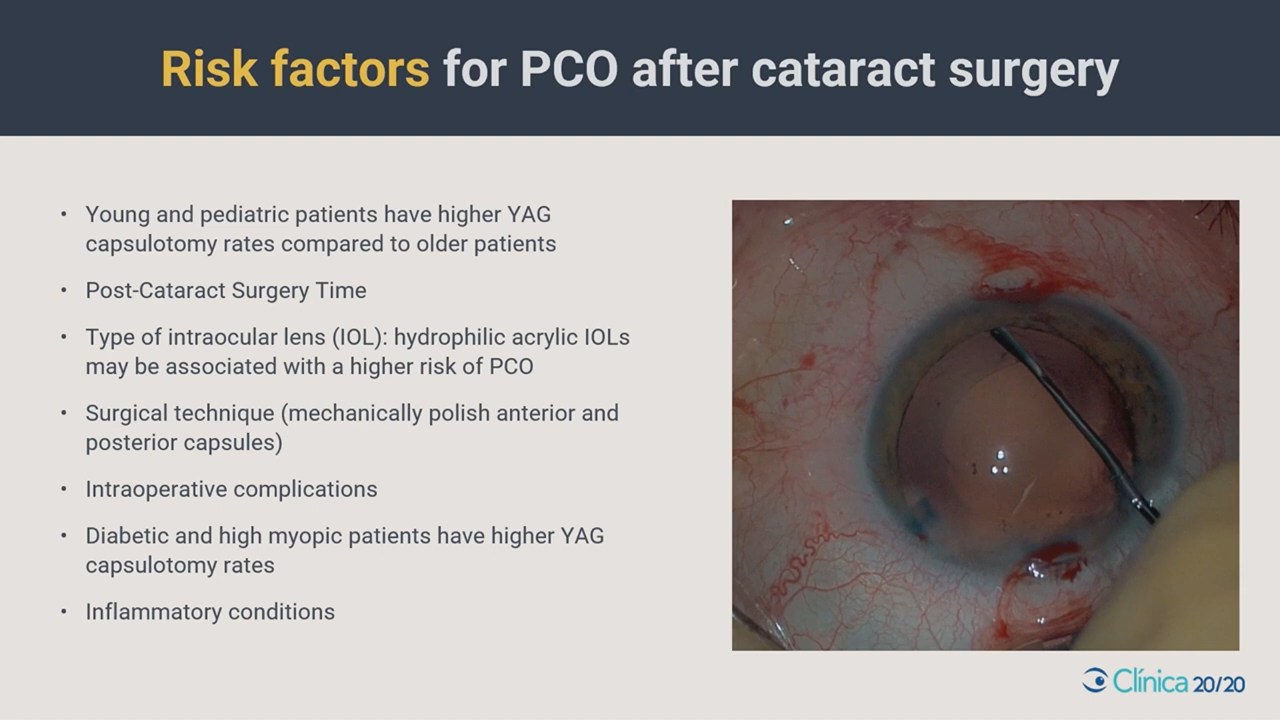 Risk factors for PCO after cataract surgery
• Young and pediatric patients have higher YAG
capsulotomy rates compared to older patients
• Post-Cataract Surgery Time
• Type of intraocular lens (IOL): hydrophilic acrylic IOLs
may be associated with a higher risk of PCO
• Surgical technique (mechanically polish anterior and
posterior capsules)
• Intraoperative complications
• Diabetic and high myopic patients have higher YAG
capsulotomy rates
• Inflammatory conditions
Clínica 20/20